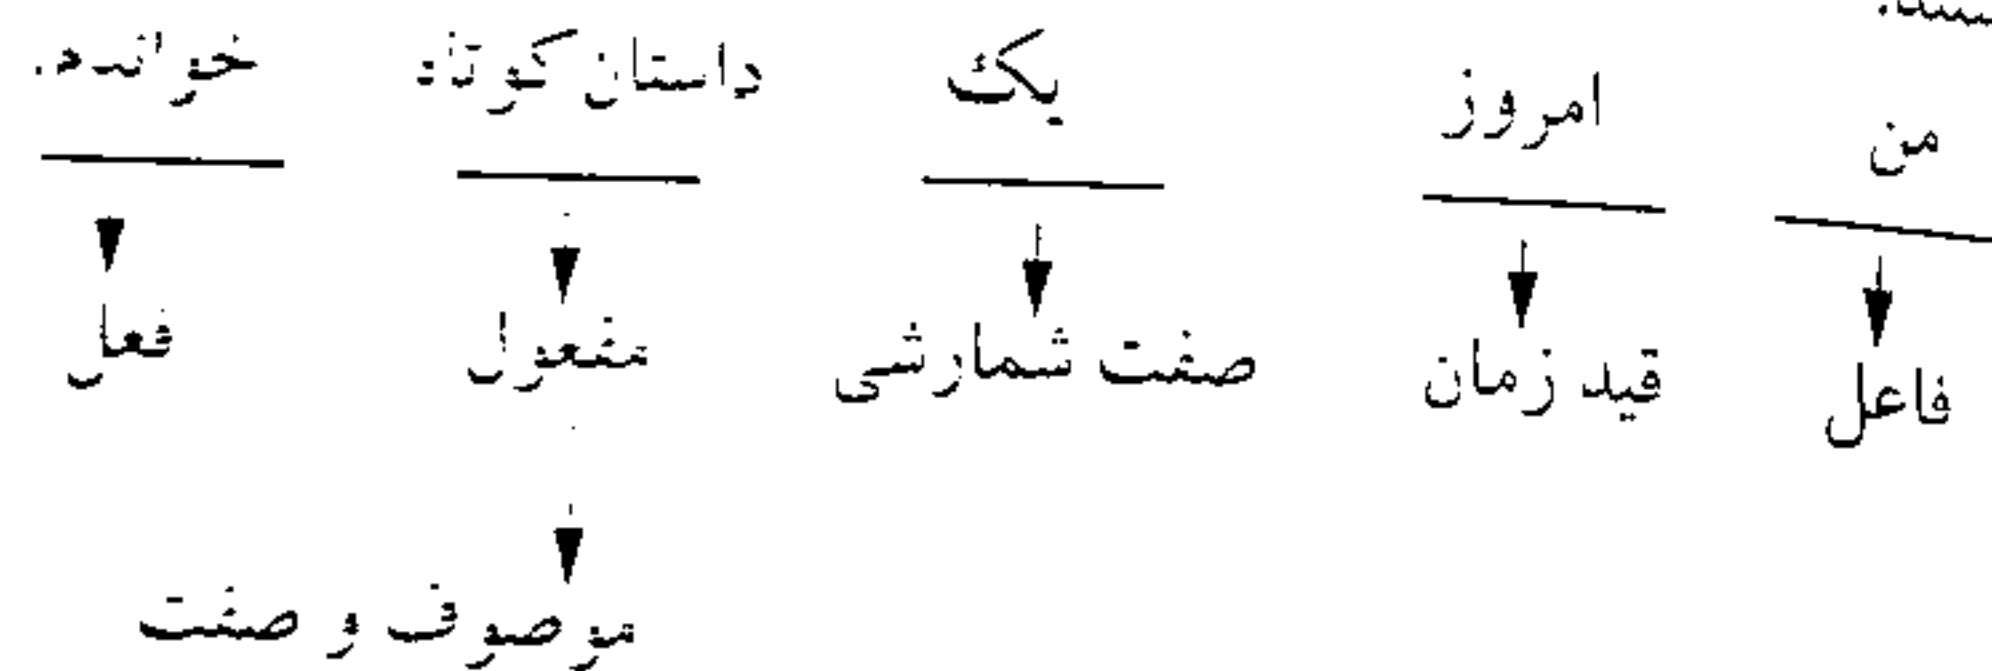 من امروز یک داستان کوتاه خواندم.
فاعل قید زمان صفت شمارشی مفعول فعل
موصوف و صفت